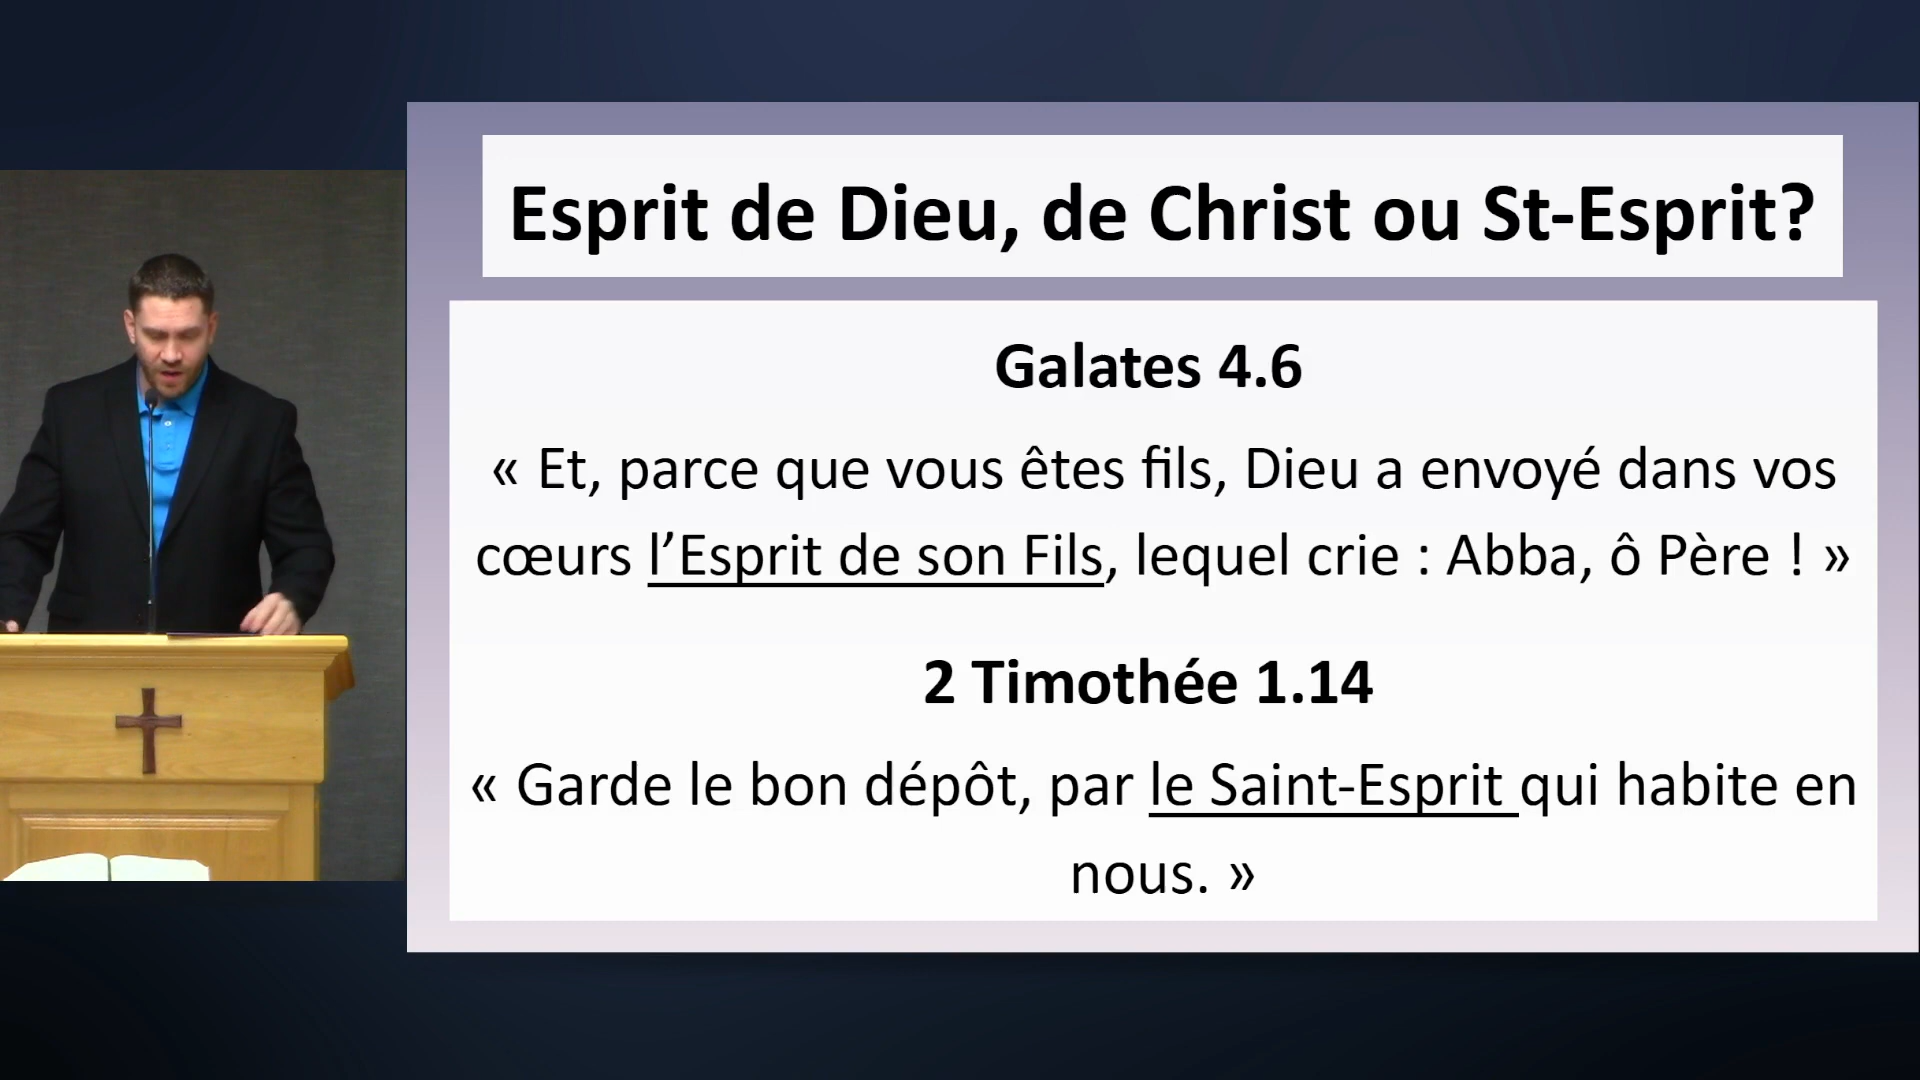 Esprit de Dieu, de Christ ou St-Esprit?
Galates 4.6
« Et, parce que vous êtes fils, Dieu a envoyé dans vos
cœurs l’Esprit de son Fils, lequel crie : Abba, ô Père ! »
2 Timothée 1.14
« Garde le bon dépôt, par le Saint-Esprit qui habite en
nous. »